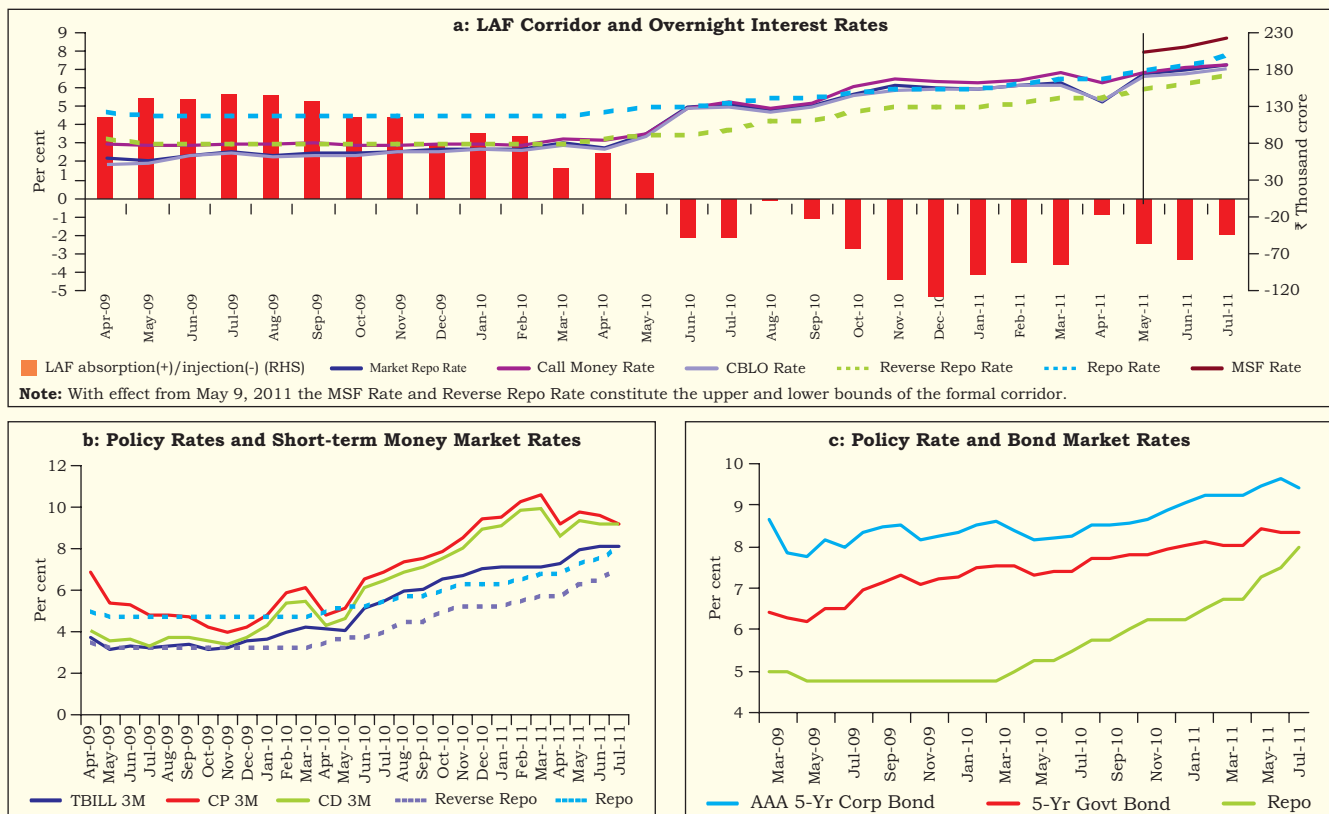 a: LAF Corridor and Overnight Interest Rates
9
8
7
6
5
4
3
2
1
0
-1
-2
-3
-4
-5
Per cent
230
180
130
80
30
-20
-70
-120
₹ Thousand crore
Apr-09
May-09
Jun-09
Jul-09
Aug-09
Sep-09
Oct-09
Nov-09
Dec-09
Jan-10
Feb-10
Mar-10
Apr-10
May-10
Jun-10
Jul-10
Aug-10
Sep-10
Oct-10
Nov-10
Dec-10
Jan-11
Feb-11
Mar-11
Apr-11
May-11
Jun-11
Jul-11
LAF absorption(+)/injection(-) (RHS) Market Repo Rate Call Money Rate CBLO Rate Reverse Repo Rate Repo Rate MSF Rate
Note: With effect from May 9, 2011 the MSF Rate and Reverse Repo Rate constitute the upper and lower bounds of the formal corridor.
b: Policy Rates and Short-term Money Market Rates
12
10
8
6
4
2
0
Per cent
Apr-09
May-09
Jun-09
Jul-09
Aug-09
Sep-09
Oct-09
Nov-09
Dec-09
Jan-10
Feb-10
Mar-10
Apr-10
May-10
Jun-10
Jul-10
Aug-10
Sep-10
Oct-10
Nov-10
Dec-10
Jan-11
Feb-11
Mar-11
Apr-11
May-11
Jun-11
Jul-11
TBILL 3M CP 3M CD 3M Reverse Repo Repo
c: Policy Rate and Bond Market Rates
10
9
8
7
6
5
4
Per cent
Mar-09
May-09
Jul-09
Sep-09
Nov-09
Jan-10
Mar-10
May-10
Jul-10
Sep-10
Nov-10
Jan-11
Mar-11
May-11
Jul-11
AAA 5-Yr Corp Bond 5-Yr Govt Bond Repo